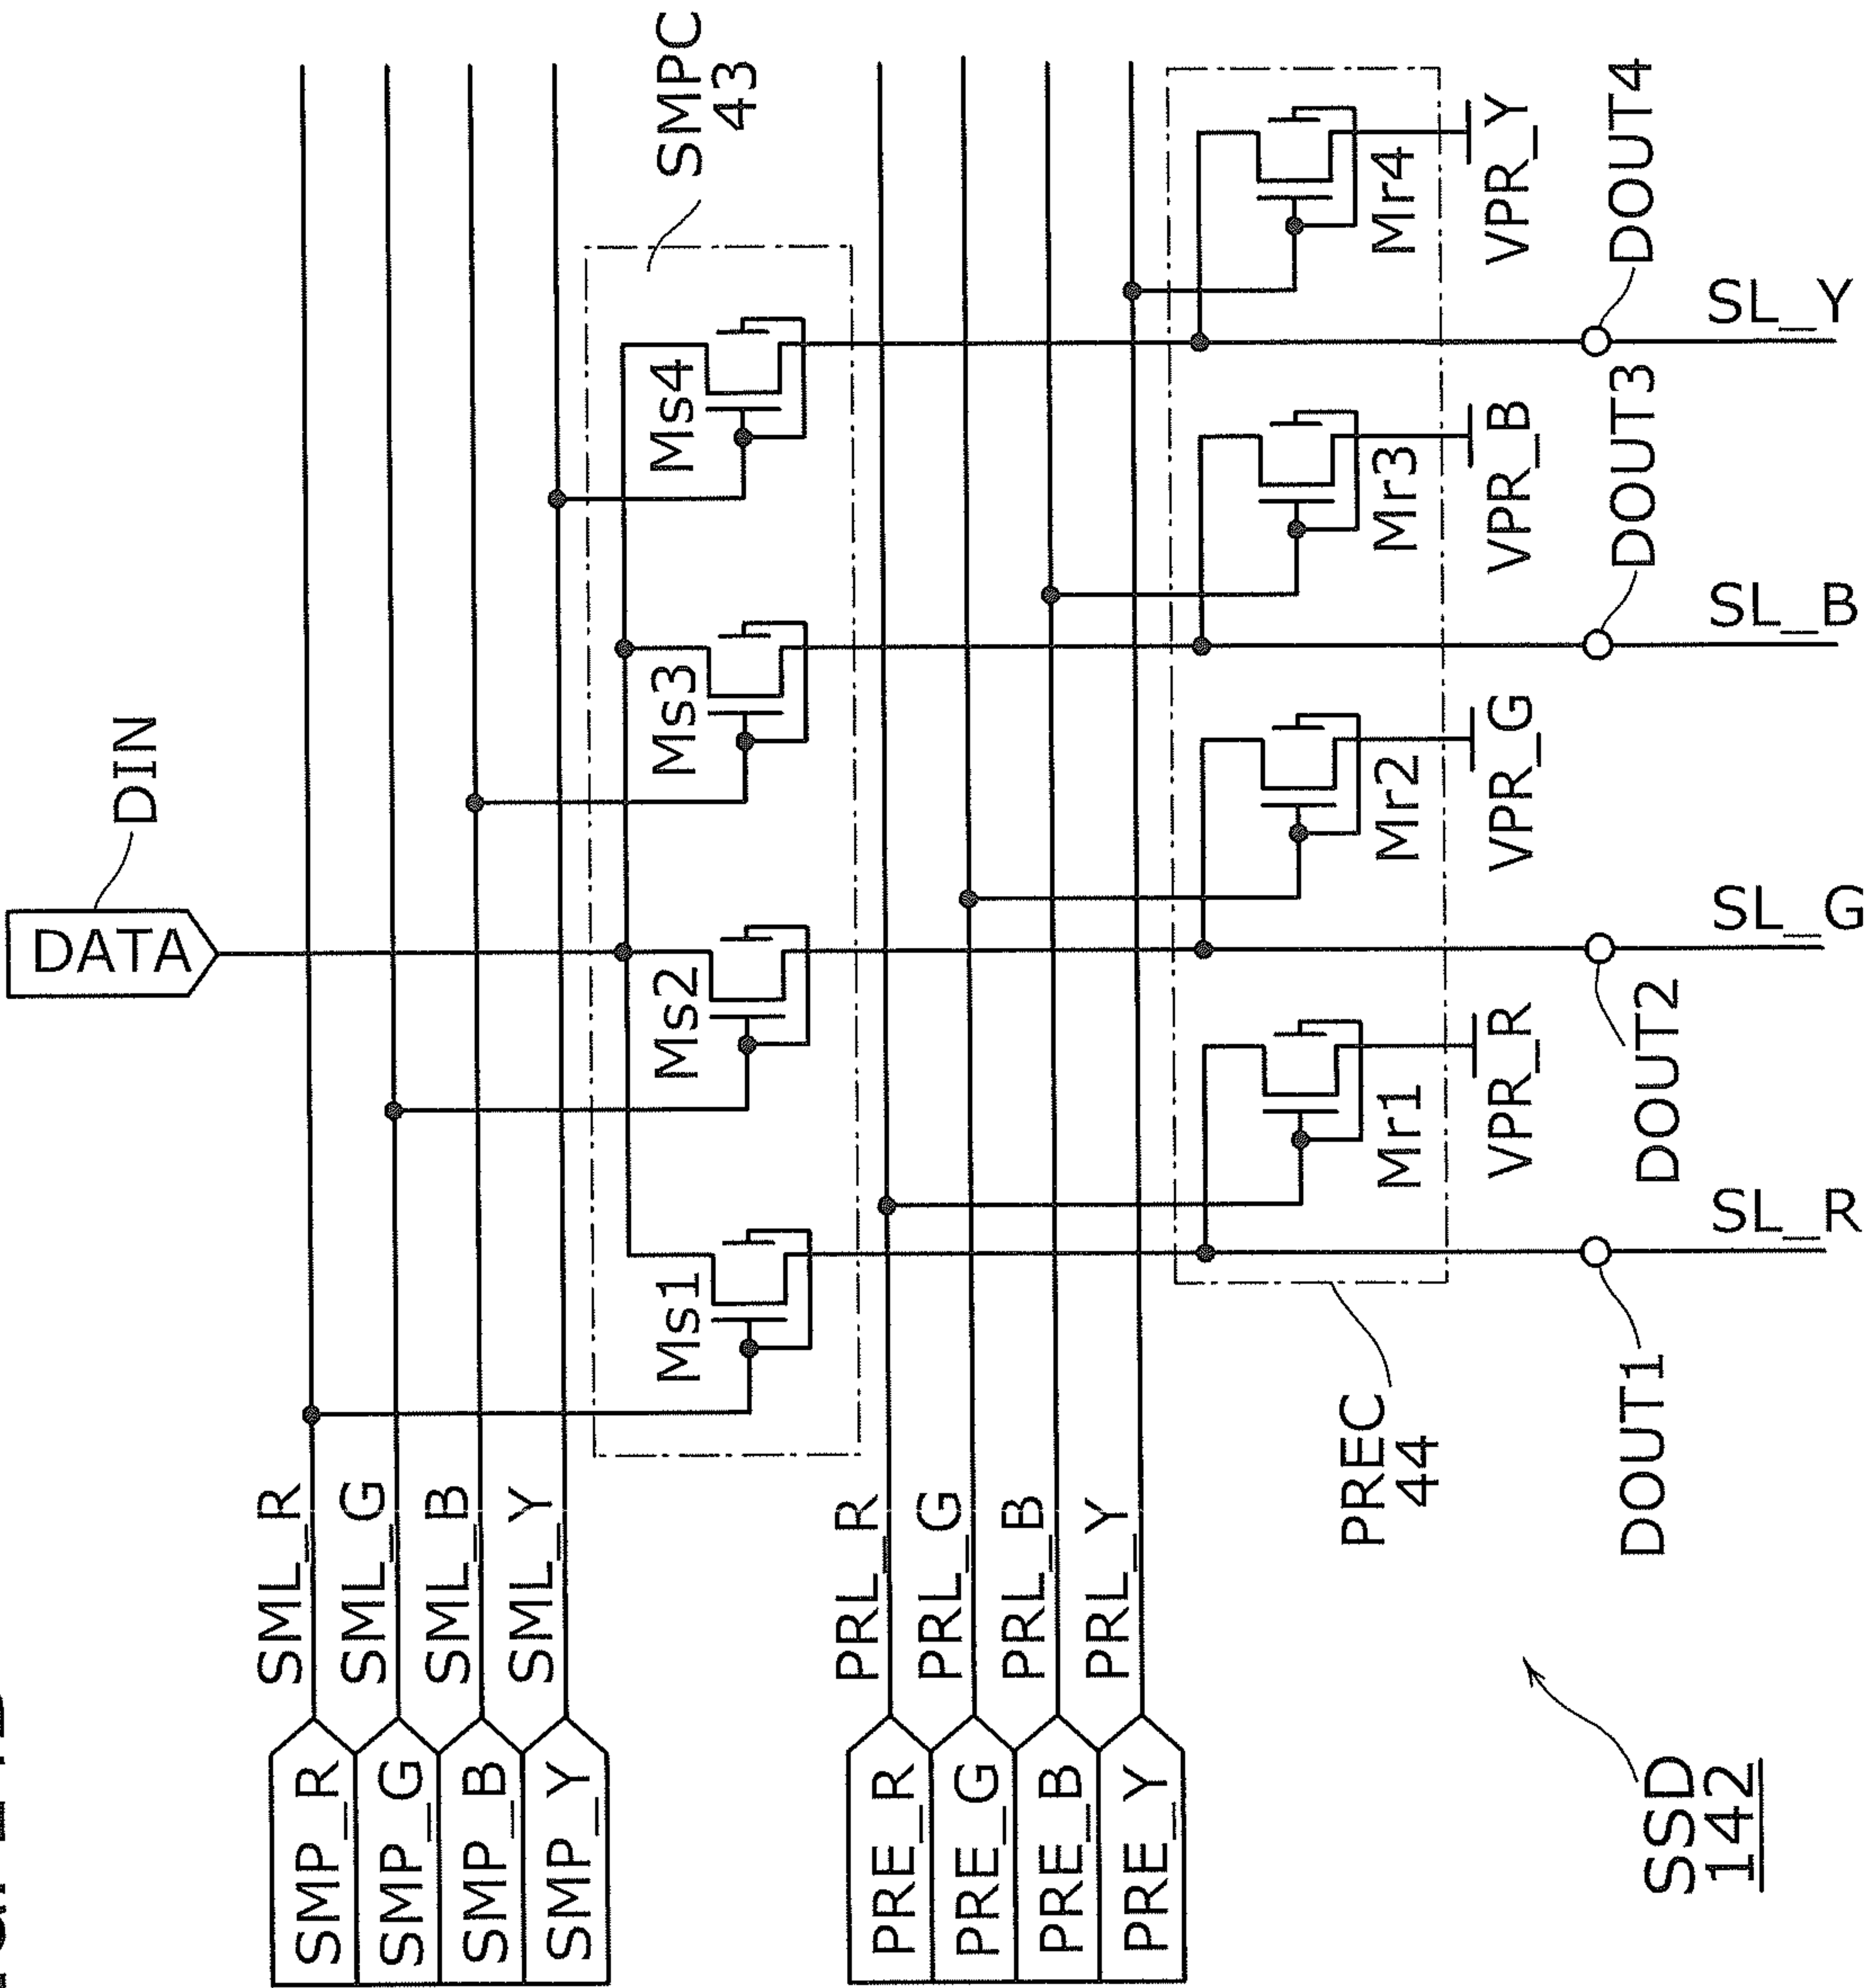 DATA
DIN
SML_R
SML_G
SML_B
SML_Y
SMP_R
SMP_G
SMP_B
SMP_Y
SMPC
43
Ms1
Ms2
Ms3
Ms4
PRL_R
PRL_G
PRL_B
PRL_Y
PRE_R
PRE_G
PRE_B
PRE_Y
Mr1
Mr2
Mr3
Mr4
VPR_R
VPR_G
VPR_B
VPR_Y
PREC
44
DOUT1
DOUT2
DOUT3
DOUT4
SL_R
SL_G
SL_B
SL_Y
SSD
142